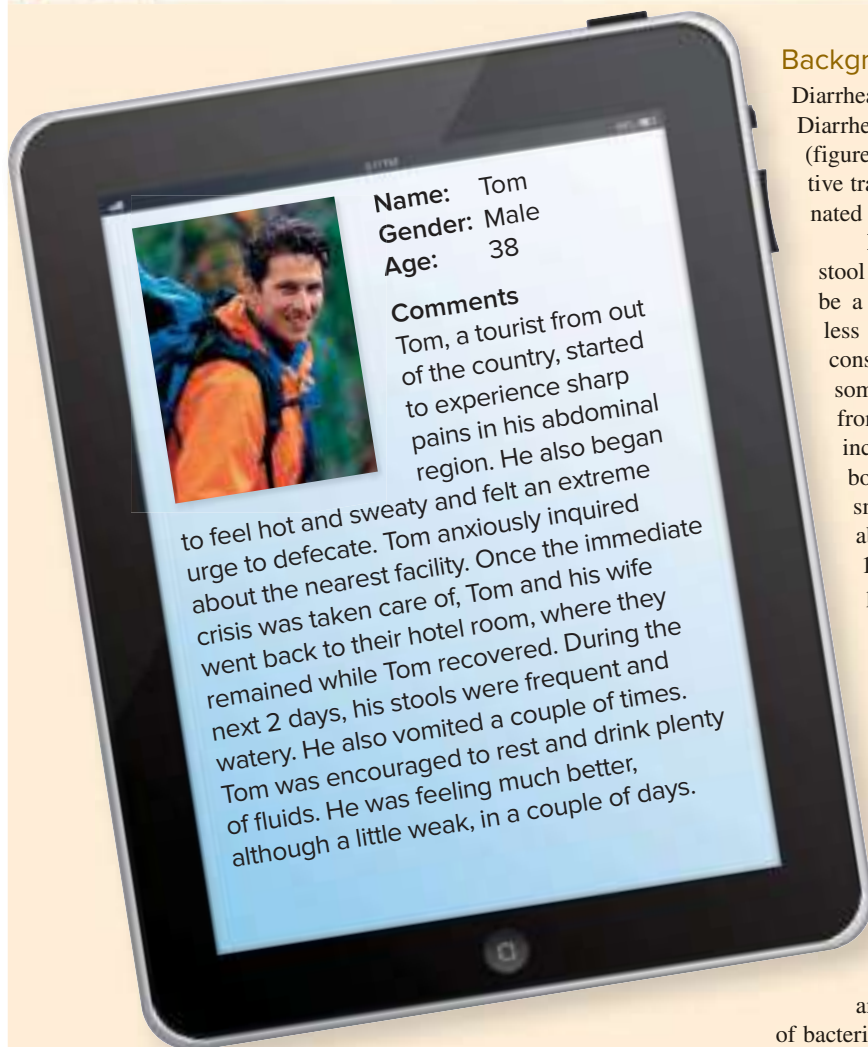 Name: Tom
Gender: Male
Age: 38
Comments
Tom, a tourist from out
of the country, started
to experience sharp
pains in his abdominal
region. He also began
to feel hot and sweaty and felt an extreme
urge to defecate. Tom anxiously inquired
about the nearest facility. Once the immediate
crisis was taken care of, Tom and his wife
went back to their hotel room, where they
remained while Tom recovered. During the
next 2 days, his stools were frequent and
watery. He also vomited a couple of times.
Tom was encouraged to rest and drink plenty
of fluids. He was feeling much better,
although a little weak, in a couple of days.
Backgr
Diarrhea
Diarrhe
(figure
tive tra
nated
stool
be a
less
cons
som
from
inc
bo
of bacteri